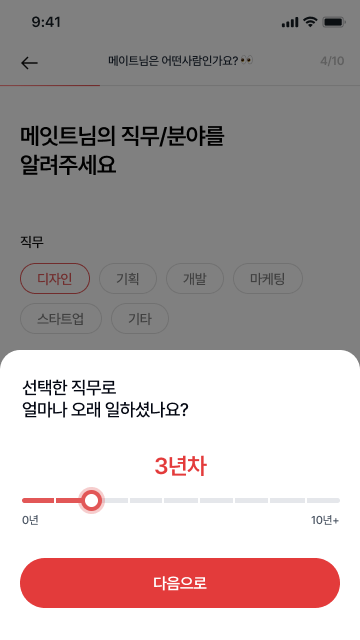 9:41
메이트님은 어떤사람인가요?👀
4/10
메잇트님의 직무/분야를
알려주세요
직무
디자인
기획
개발
마케팅
스타트업
기타
선택한 직무로
얼마나 오래 일하셨나요?
3년차
0년
10년+
다음으로